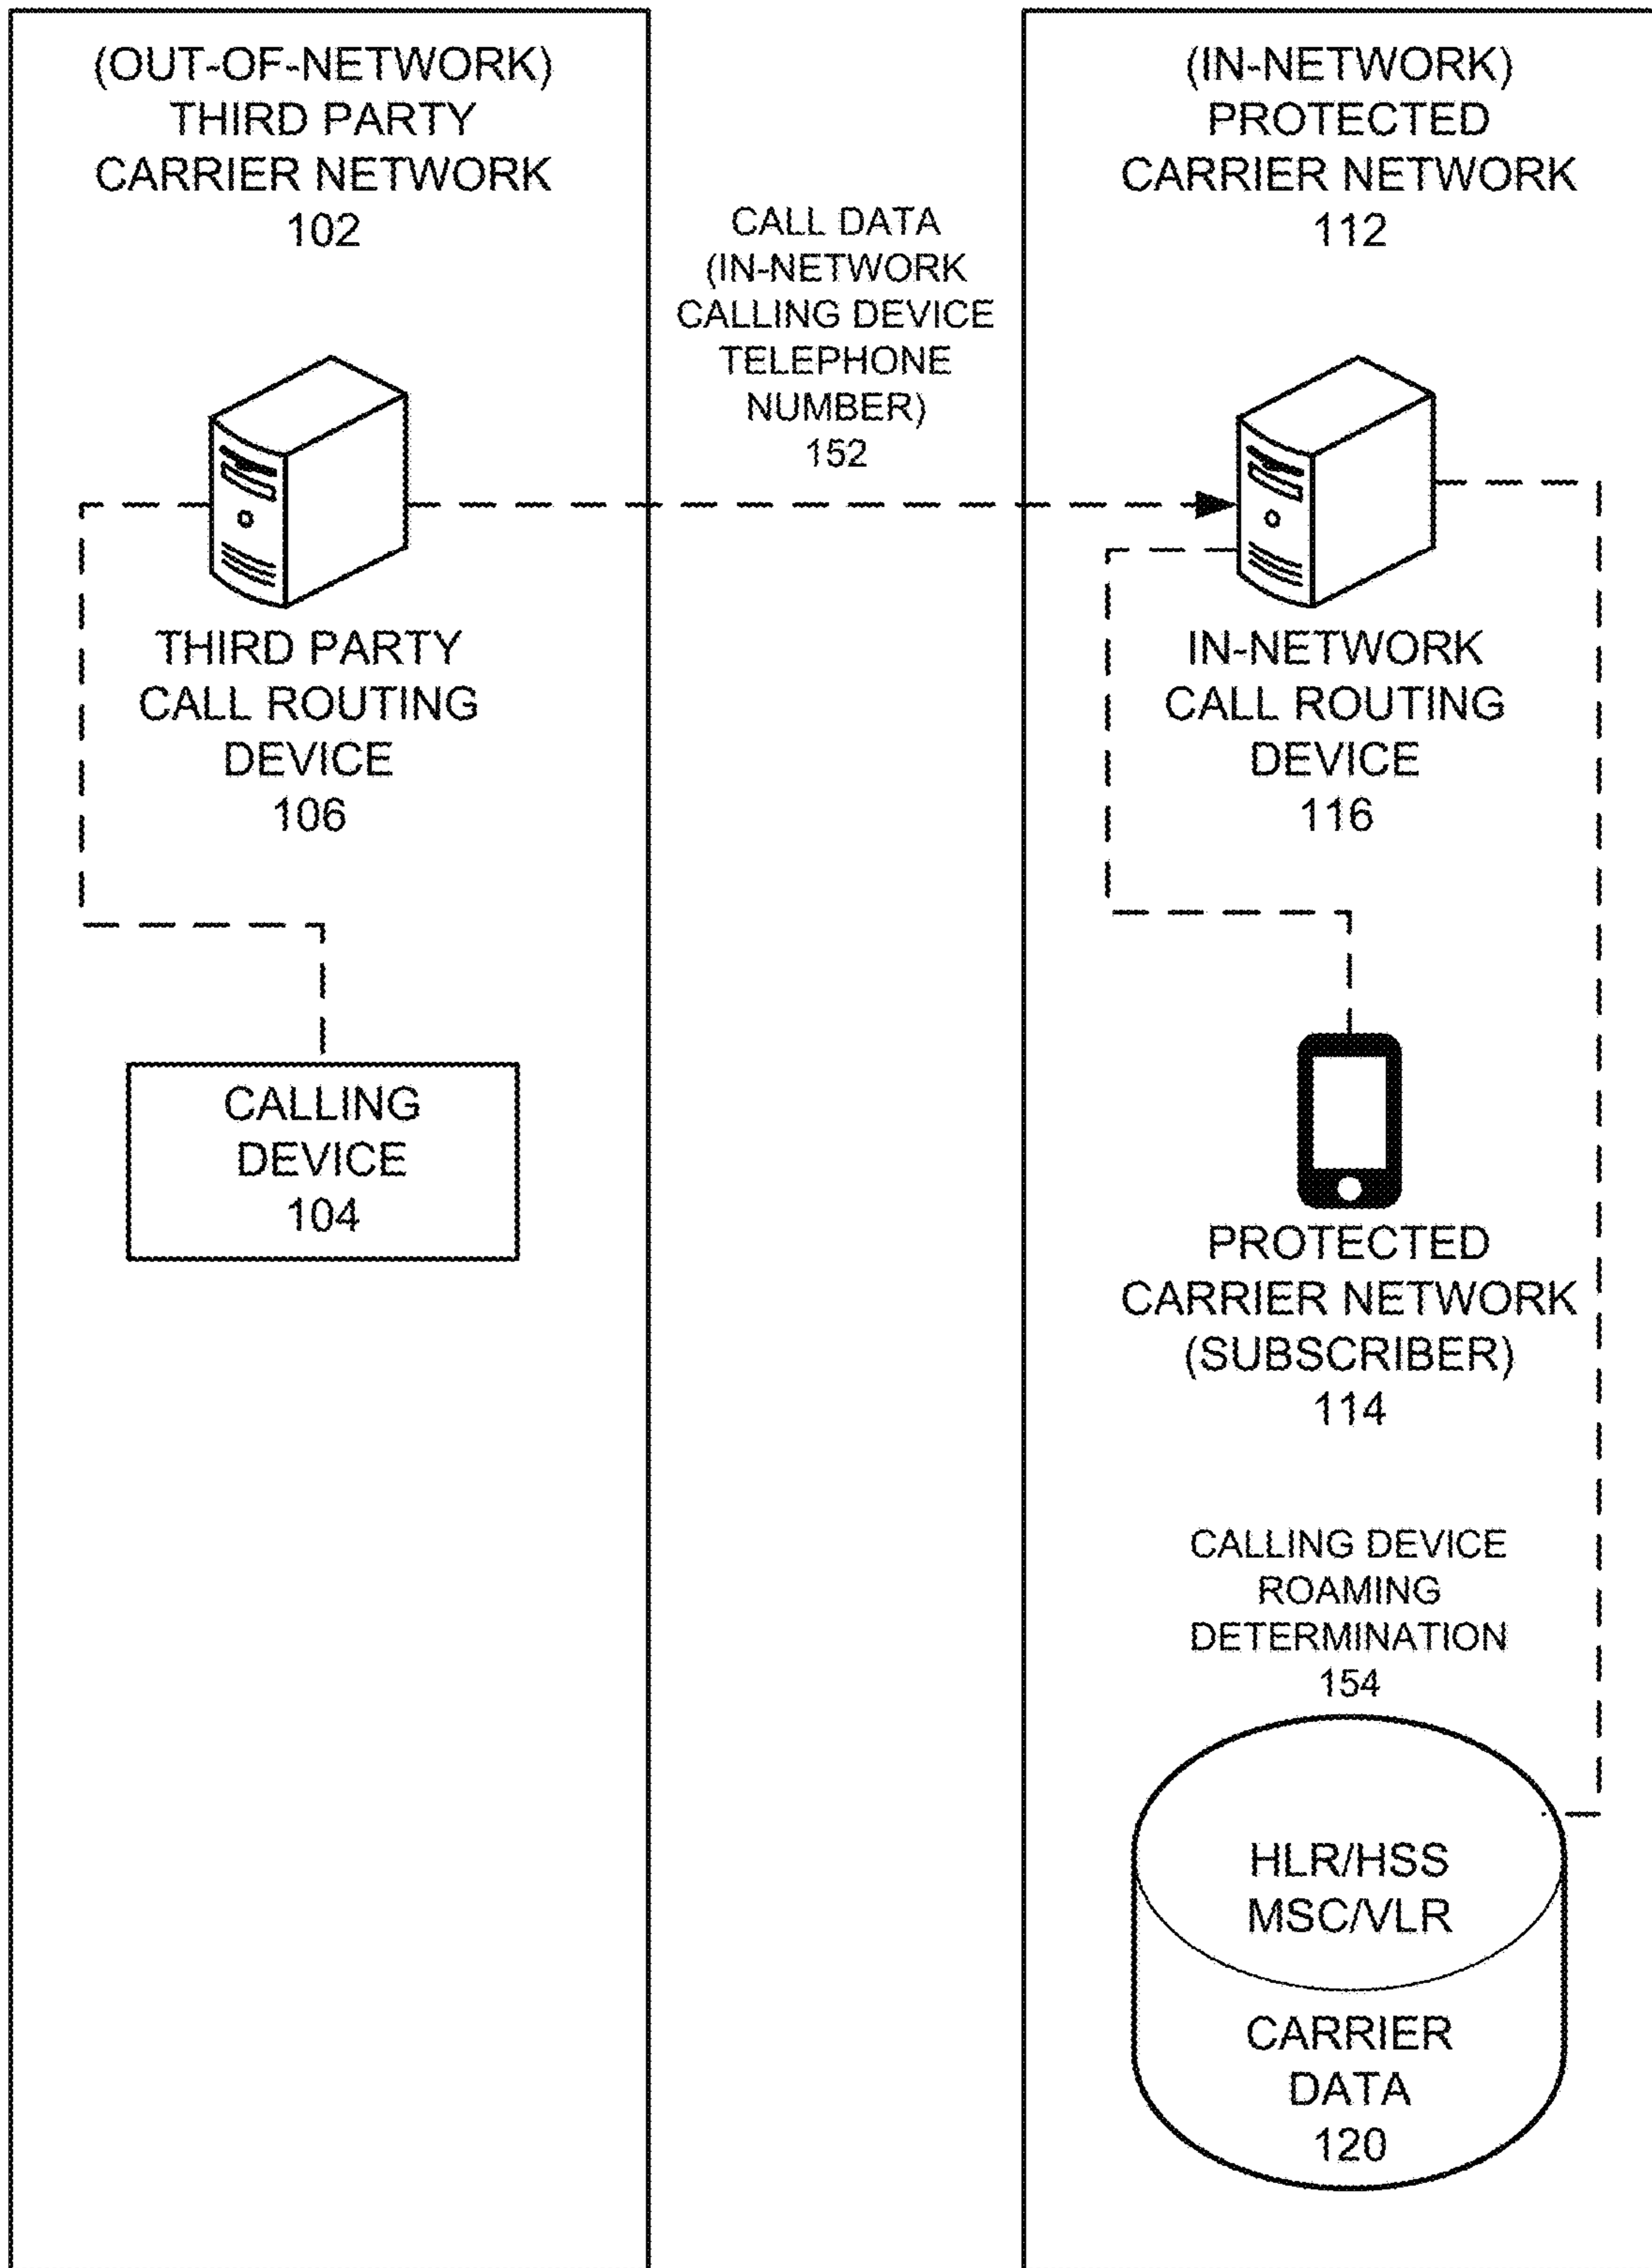 (OUT-OF-NETWORK)
THIRD PARTY
CARRIER NETWORK
102
THIRD PARTY
CALL ROUTING
DEVICE
106
CALLING
DEVICE
104
CALL DATA
(IN-NETWORK
CALLING DEVICE
TELEPHONE
NUMBER)
152
(IN-NETWORK)
PROTECTED
CARRIER NETWORK
112
IN-NETWORK
CALL ROUTING
DEVICE
116
PROTECTED
CARRIER NETWORK
(SUBSCRIBER)
114
CALLING DEVICE
ROAMING
DETERMINATION
154
HLR/HSS
MSC/VLR
CARRIER
DATA
120